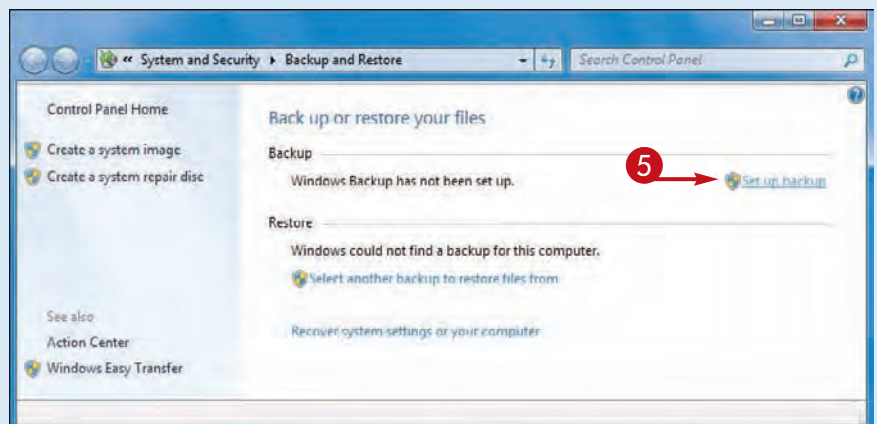 « System and Security ▸ Backup and Restore
Search Control Panel
Control Panel Home
Create a system image
Create a system repair disc
See also
Action Center
Windows Easy Transfer
Back up or restore your files
Backup
Windows Backup has not been set up.
5
Set up backup
Restore
Windows could not find a backup for this computer.
Select another backup to restore files from
Recover system settings or your computer